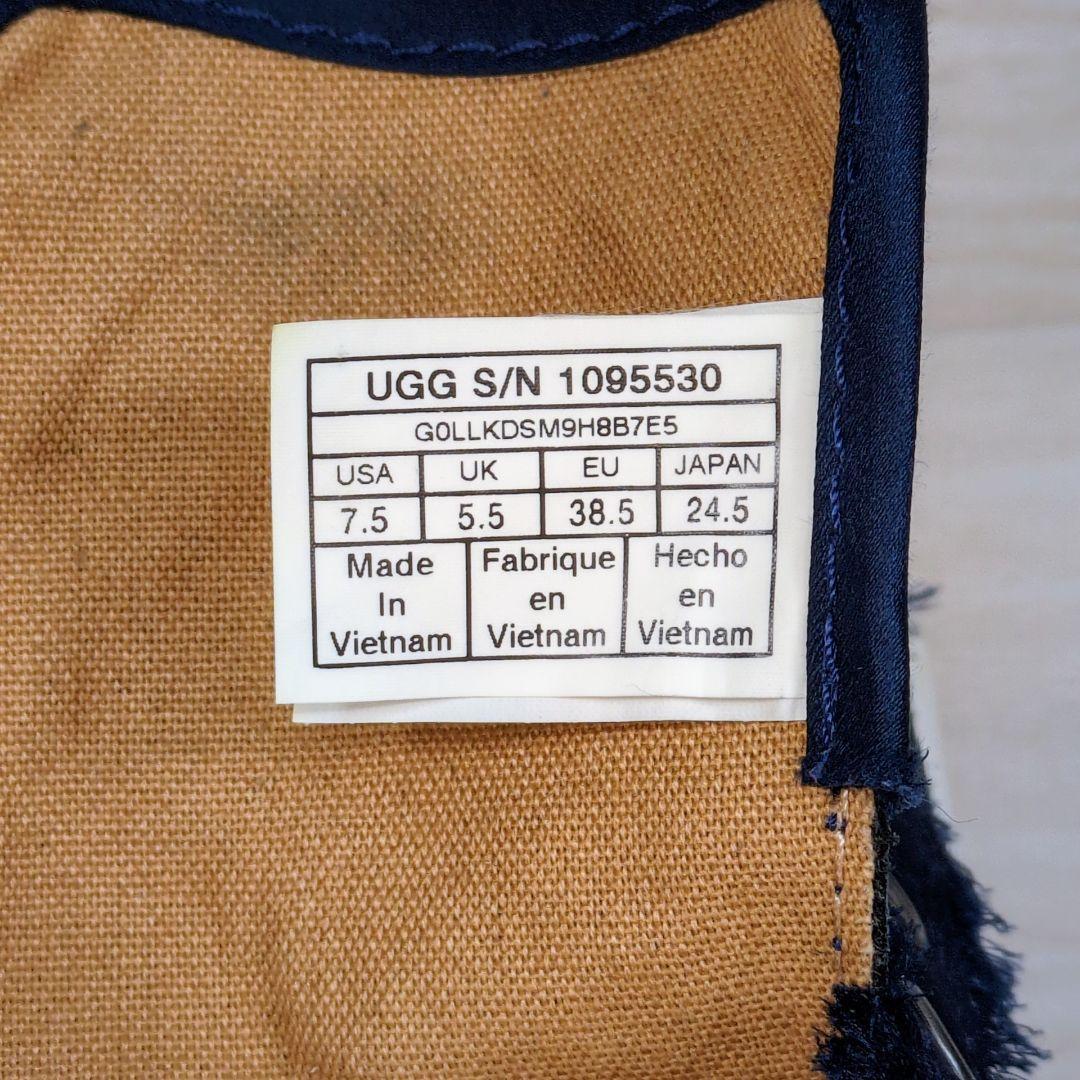 UGG S/N 1095530
G0LLKDSM9H8B7E5
USA UK EU JAPAN
7.5 5.5 38.5 24.5
Made
In
Vietnam
Fabrique
en
Vietnam
Hecho
en
Vietnam